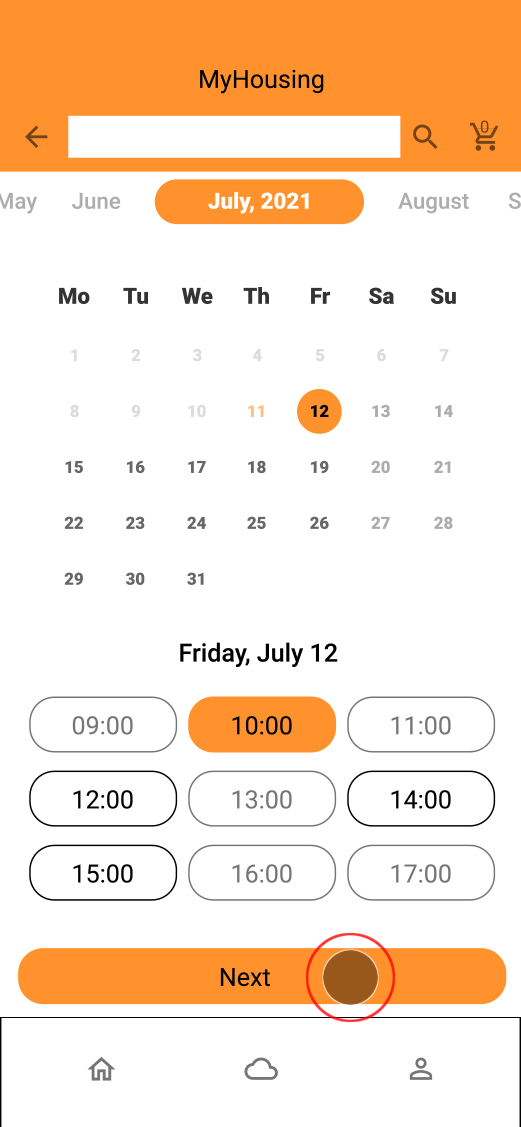 MyHousing
0
May June July, 2021 August S
Mo Tu We Th Fr Sa Su
1 2 3 4 5 6 7
8 9 10 11 12 13 14
15 16 17 18 19 20 21
22 23 24 25 26 27 28
29 30 31
Friday, July 12
09:00 10:00 11:00
12:00 13:00 14:00
15:00 16:00 17:00
Next